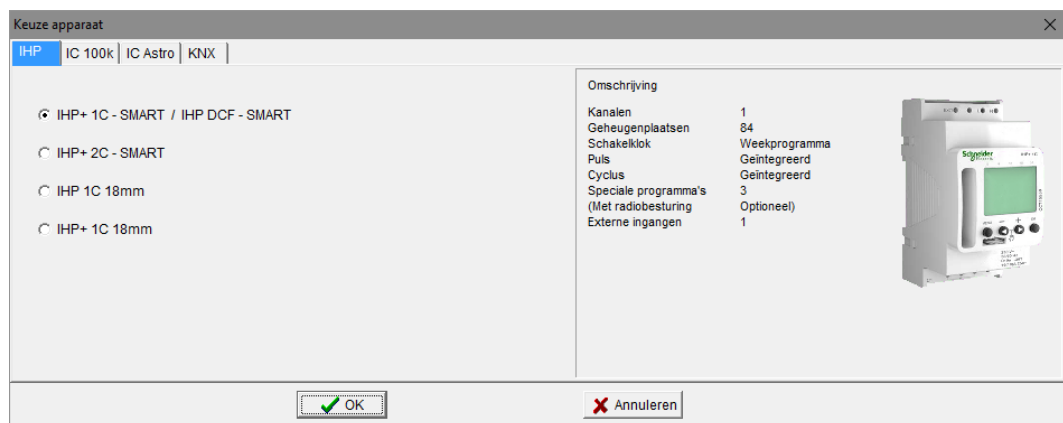 Keuze apparaat
IHP IC 100k IC Astro KNX
IHP+ 1C - SMART / IHP DCF - SMART
IHP+ 2C - SMART
IHP 1C 18mm
IHP+ 1C 18mm
Omschrijving
Kanalen 1
Geheugenplaatsen 84
Schakelklok Weekprogramma
Puls Geïntegreerd
Cyclus Geïntegreerd
Speciale programma's 3
(Met radiobesturing Optioneel)
Externe ingangen 1
Schneider
OK
Annuleren